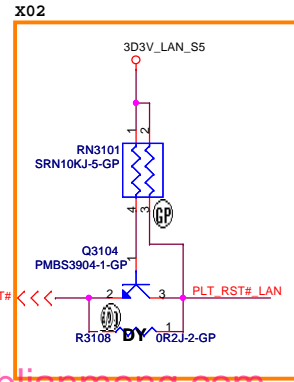 X02
3D3V_LAN_S5
1
2
RN3101
SRN10KJ-5-GP
4
3
GP
Q3104
PMBS3904-1-GP
1
T#
2
3
PLT_RST#_LAN
R3108
DY
1
0R2J-2-GP